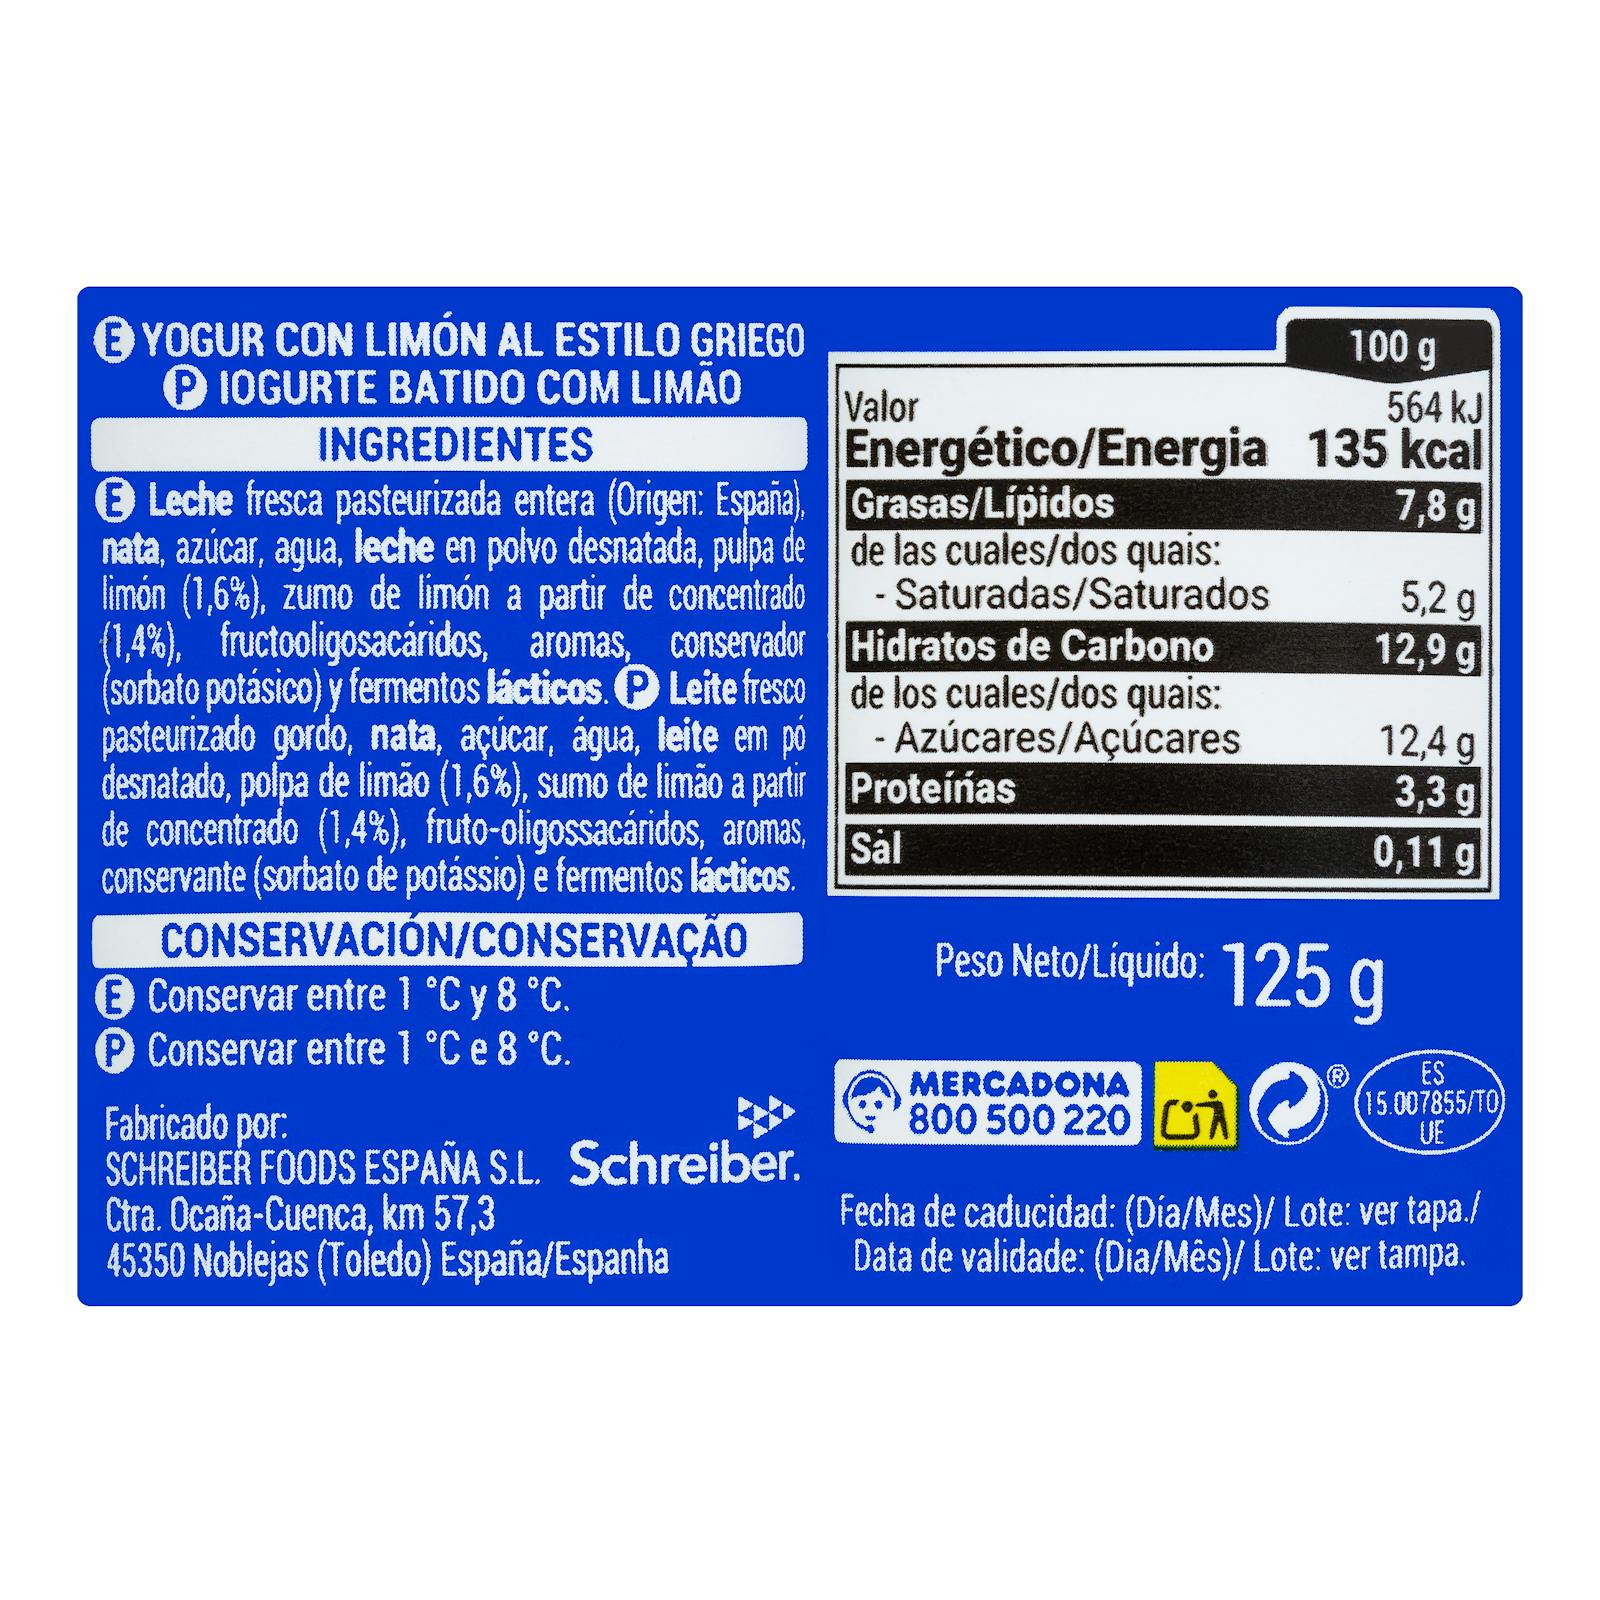 E YOGUR CON LIMÓN AL ESTILO GRIEGO
P IOGURTE BATIDO COM LIMÃO
INGREDIENTES
E Leche fresca pasteurizada entera (Origen: España),
nata, azúcar, agua, leche en polvo desnatada, pulpa de
limón (1,6%), zumo de limón a partir de concentrado
(1,4%), fructooligosacáridos, aromas, conservador
(sorbato potásico) y fermentos lácticos. P Leite fresco
pasteurizado gordo, nata, açúcar, água, leite em pó
desnatado, polpa de limão (1,6%), sumo de limão a partir
de concentrado (1,4%), fruto-oligossacáridos, aromas,
conservante (sorbato de potássio) e fermentos lácticos.
CONSERVACIÓN/CONSERVAÇÃO
E Conservar entre 1 °C y 8 °C.
P Conservar entre 1 °C e 8 °C.
Fabricado por:
SCHREIBER FOODS ESPAÑA S.L.
Ctra. Ocaña-Cuenca, km 57,3
45350 Noblejas (Toledo) España/Espanha
Schreiber.
100 g
Valor 564 kJ
Energético/Energia 135 kcal
Grasas/Lípidos 7,8 g
de las cuales/dos quais:
- Saturadas/Saturados 5,2 g
Hidratos de Carbono 12,9 g
de los cuales/dos quais:
- Azúcares/Açúcares 12,4 g
Proteínas 3,3 g
Sal 0,11 g
Peso Neto/Líquido: 125 g
MERCADONA
800 500 220
®
ES
15.007855/TO
UE
Fecha de caducidad: (Día/Mes)/ Lote: ver tapa./
Data de validade: (Dia/Mês)/ Lote: ver tampa.